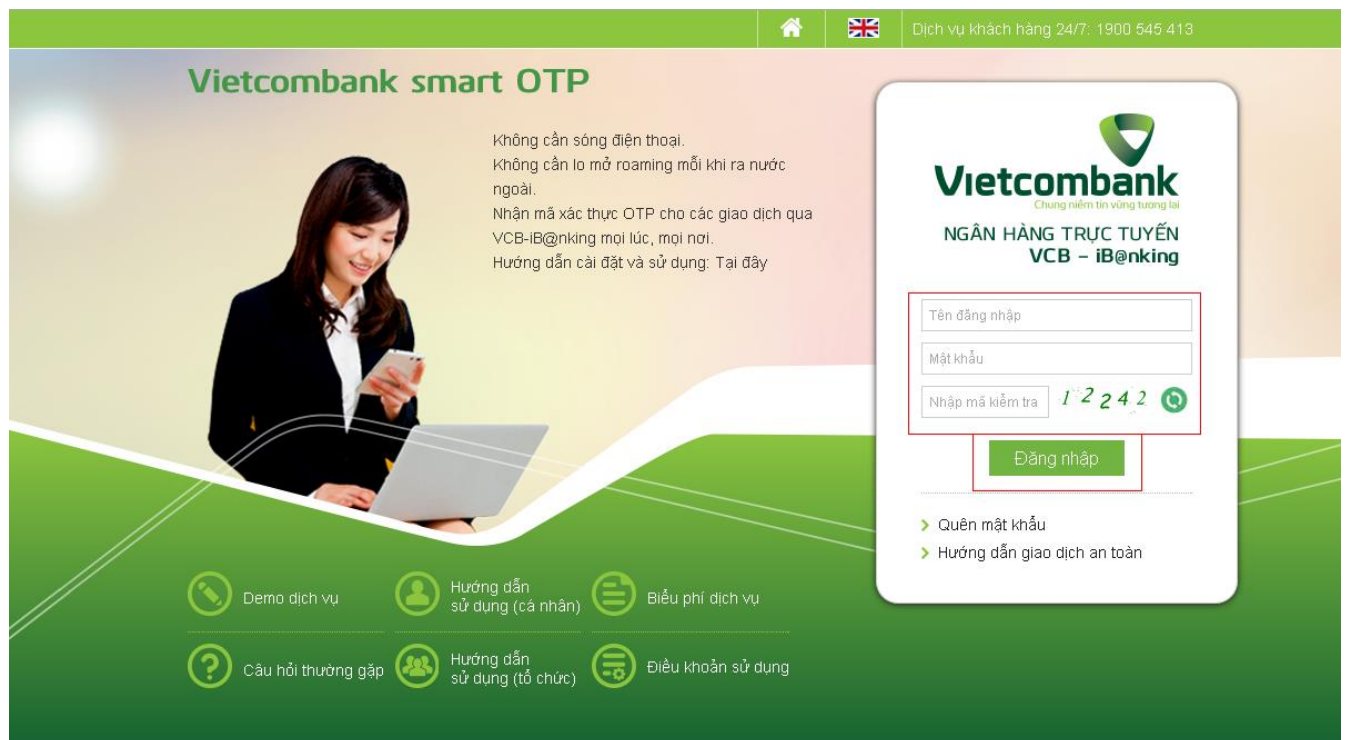 Dịch vụ khách hàng 24/7: 1900 545 413
Vietcombank smart OTP
Không cần sóng điện thoại.
Không cần lo mở roaming mỗi khi ra nước
ngoài.
Nhận mã xác thực OTP cho các giao dịch qua
VCB-iB@nking mọi lúc, mọi nơi.
Hướng dẫn cài đặt và sử dụng: Tại đây
Vietcombank
Chung niềm tin vững tương lai
NGÂN HÀNG TRỰC TUYẾN
VCB – iB@nking
Tên đăng nhập
Mật khẩu
Nhập mã kiểm tra 1 2 2 4 2
Đăng nhập
Quên mật khẩu
Hướng dẫn giao dịch an toàn
Demo dịch vụ
Hướng dẫn
sử dụng (cá nhân)
Biểu phí dịch vụ
Câu hỏi thường gặp
Hướng dẫn
sử dụng (tổ chức)
Điều khoản sử dụng